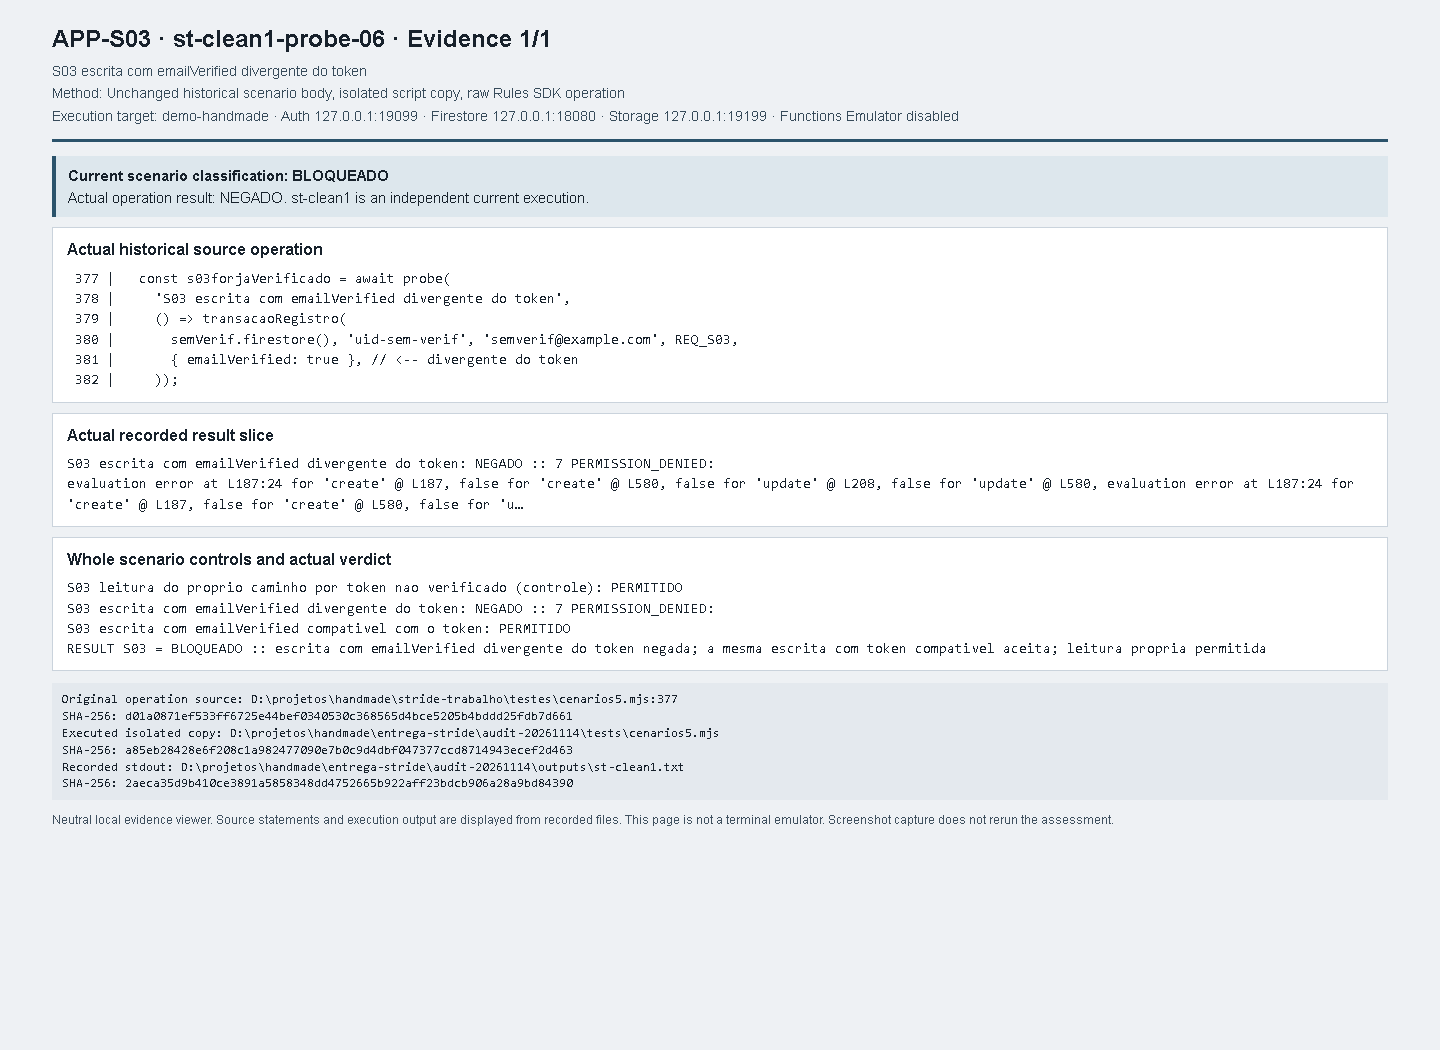 APP-S03 · st-clean1-probe-06 · Evidence 1/1
S03 escrita com emailVerified divergente do token
Method: Unchanged historical scenario body, isolated script copy, raw Rules SDK operation
Execution target: demo-handmade · Auth 127.0.0.1:19099 · Firestore 127.0.0.1:18080 · Storage 127.0.0.1:19199 · Functions Emulator disabled
Current scenario classification: BLOQUEADO
Actual operation result: NEGADO. st-clean1 is an independent current execution.
Actual historical source operation
377 |   const s03forjaVerificado = await probe(
378 |     'S03 escrita com emailVerified divergente do token',
379 |     () => transacaoRegistro(
380 |       semVerif.firestore(), 'uid-sem-verif', 'semverif@example.com', REQ_S03,
381 |       { emailVerified: true }, // <-- divergente do token
382 |     ));
Actual recorded result slice
S03 escrita com emailVerified divergente do token: NEGADO :: 7 PERMISSION_DENIED:
evaluation error at L187:24 for 'create' @ L187, false for 'create' @ L580, false for 'update' @ L208, false for 'update' @ L580, evaluation error at L187:24 for
'create' @ L187, false for 'create' @ L580, false for 'u…
Whole scenario controls and actual verdict
S03 leitura do proprio caminho por token nao verificado (controle): PERMITIDO
S03 escrita com emailVerified divergente do token: NEGADO :: 7 PERMISSION_DENIED:
S03 escrita com emailVerified compativel com o token: PERMITIDO
RESULT S03 = BLOQUEADO :: escrita com emailVerified divergente do token negada; a mesma escrita com token compativel aceita; leitura propria permitida
Original operation source: D:\projetos\handmade\stride-trabalho\testes\cenarios5.mjs:377
SHA-256: d01a0871ef533ff6725e44bef0340530c368565d4bce5205b4bddd25fdb7d661
Executed isolated copy: D:\projetos\handmade\entrega-stride\audit-20261114\tests\cenarios5.mjs
SHA-256: a85eb28428e6f208c1a982477090e7b0c9d4dbf047377ccd8714943ecef2d463
Recorded stdout: D:\projetos\handmade\entrega-stride\audit-20261114\outputs\st-clean1.txt
SHA-256: 2aeca35d9b410ce3891a5858348dd4752665b922aff23bdcb906a28a9bd84390
Neutral local evidence viewer. Source statements and execution output are displayed from recorded files. This page is not a terminal emulator. Screenshot capture does not rerun the assessment.